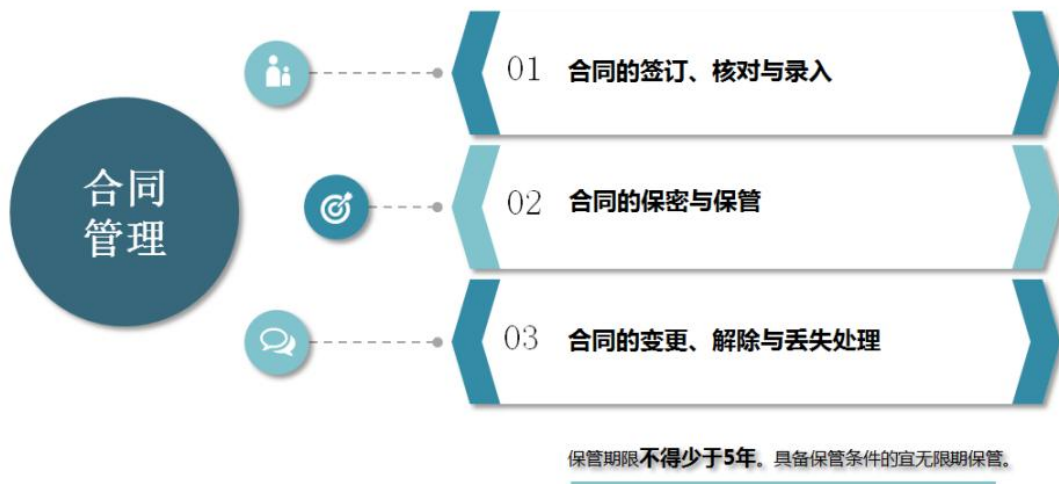 合同
管理
01 合同的签订、核对与录入
02 合同的保密与保管
03 合同的变更、解除与丢失处理
保管期限不得少于5年。具备保管条件的宜无限期保管。